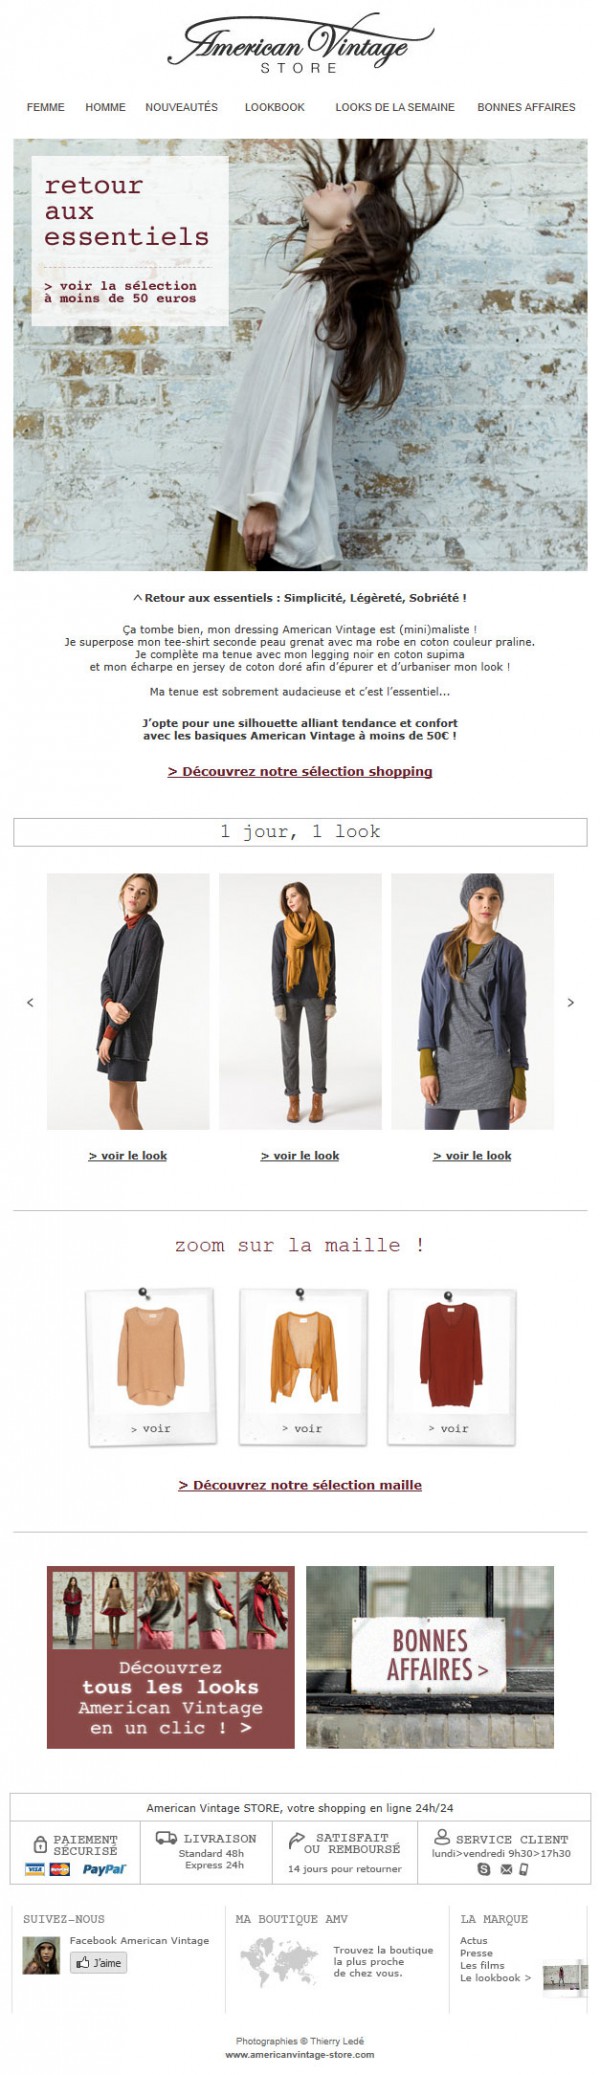 American Vintage
STORE
FEMME HOMME NOUVEAUTÉS LOOKBOOK LOOKS DE LA SEMAINE BONNES AFFAIRES
retour
aux
essentiels
> voir la sélection
à moins de 50 euros
Retour aux essentiels : Simplicité, Légèreté, Sobriété !
Ça tombe bien, mon dressing American Vintage est (mini)maliste !
Je superpose mon tee-shirt seconde peau grenat avec ma robe en coton couleur praline.
Je complète ma tenue avec mon legging noir en coton supima
et mon écharpe en jersey de coton doré afin d'épurer et d'urbaniser mon look !
Ma tenue est sobrement audacieuse et c'est l'essentiel...
J'opte pour une silhouette alliant tendance et confort
avec les basiques American Vintage à moins de 50€ !
> Découvrez notre sélection shopping
1 jour, 1 look
< >
> voir le look > voir le look > voir le look
zoom sur la maille !
> voir > voir > voir
> Découvrez notre sélection maille
Découvrez
tous les looks
American Vintage
en un clic ! >
BONNES
AFFAIRES >
American Vintage STORE, votre shopping en ligne 24h/24
PAIEMENT
SÉCURISÉ
VISA MasterCard PayPal
LIVRAISON
Standard 48h
Express 24h
SATISFAIT
OU REMBOURSÉ
14 jours pour retourner
SERVICE CLIENT
lundi>vendredi 9h30>17h30
SUIVEZ-NOUS
Facebook American Vintage
J'aime
MA BOUTIQUE AMV
Trouvez la boutique
la plus proche
de chez vous.
LA MARQUE
Actus
Presse
Les films
Le lookbook >
Photographies © Thierry Ledé
www.americanvintage-store.com